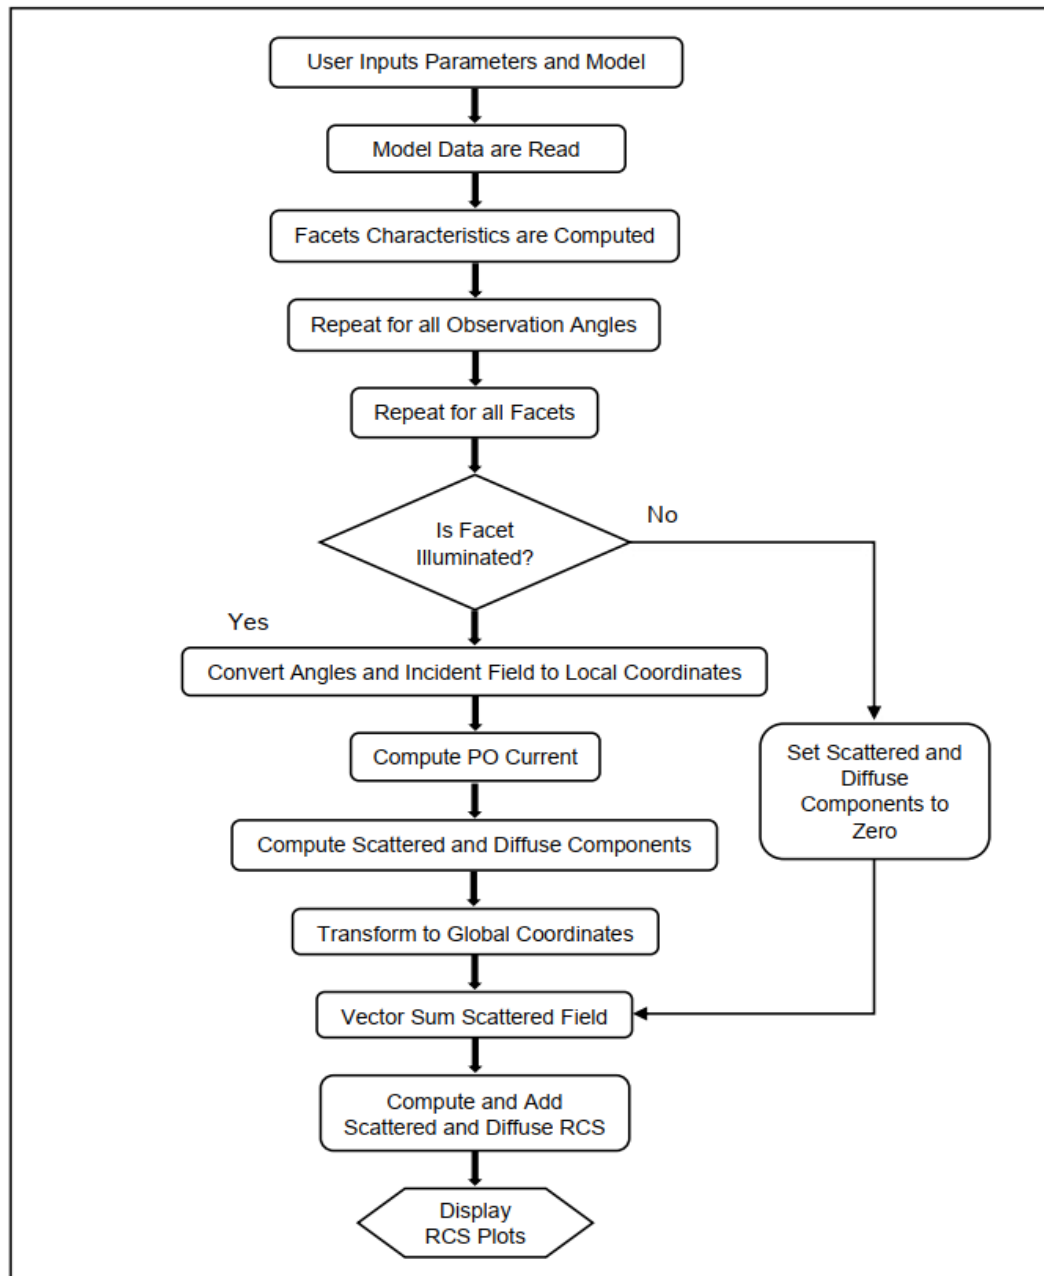 User Inputs Parameters and Model
Model Data are Read
Facets Characteristics are Computed
Repeat for all Observation Angles
Repeat for all Facets
Is Facet
Illuminated?
No
Yes
Convert Angles and Incident Field to Local Coordinates
Compute PO Current
Set Scattered and
Diffuse
Components to
Zero
Compute Scattered and Diffuse Components
Transform to Global Coordinates
Vector Sum Scattered Field
Compute and Add
Scattered and Diffuse RCS
Display
RCS Plots